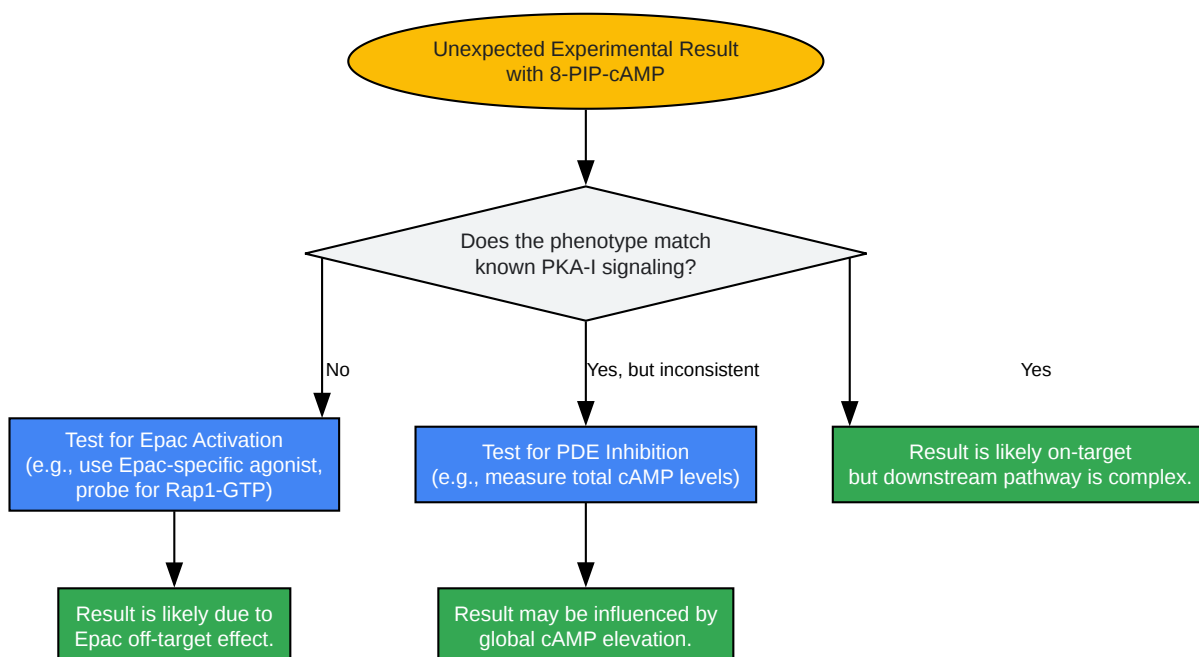 Unexpected Experimental Result
with 8-PIP-cAMP
Does the phenotype match
known PKA-I signaling?
No
Yes, but inconsistent
Yes
Test for Epac Activation
(e.g., use Epac-specific agonist,
probe for Rap1-GTP)
Test for PDE Inhibition
(e.g., measure total cAMP levels)
Result is likely on-target
but downstream pathway is complex.
Result is likely due to
Epac off-target effect.
Result may be influenced by
global cAMP elevation.